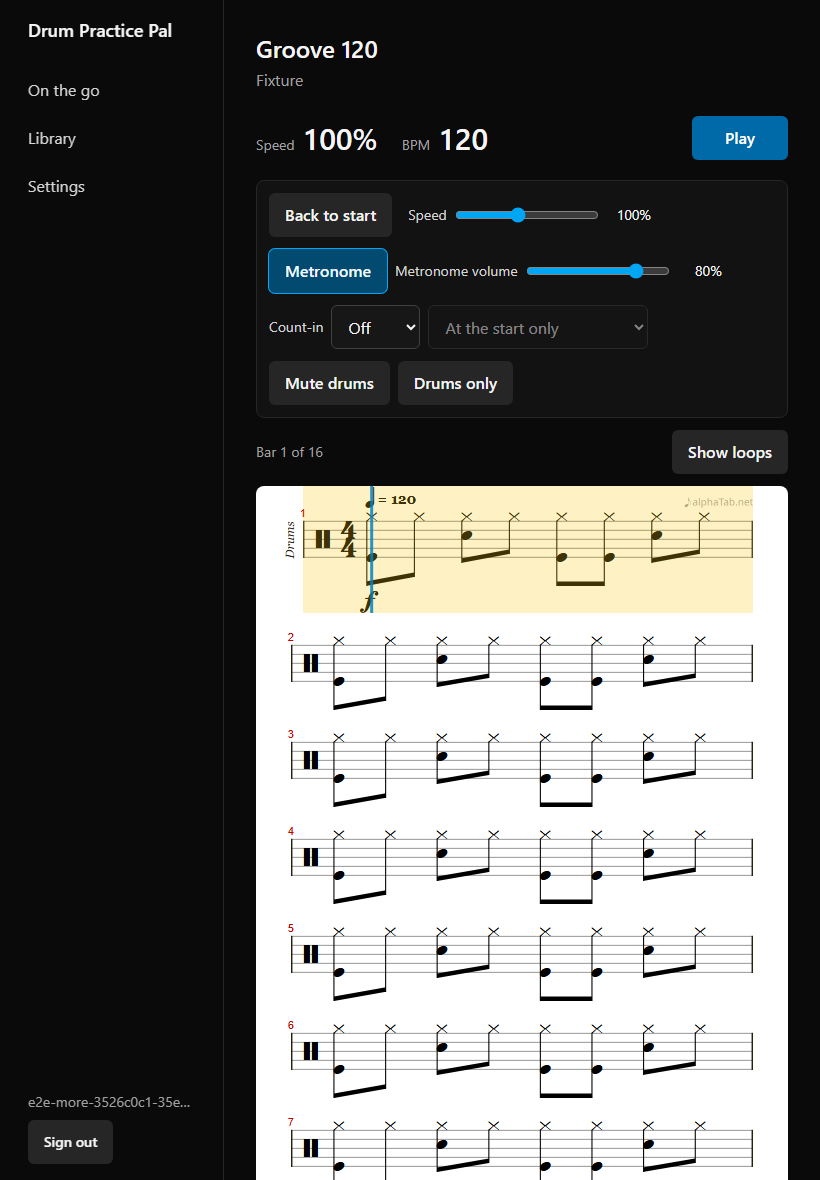 Drum Practice Pal
On the go
Library
Settings
e2e-more-3526c0c1-35e...
Sign out
Groove 120
Fixture
Speed 100% BPM 120
Play
Back to start Speed 100%
Metronome Metronome volume 80%
Count-in Off At the start only
Mute drums Drums only
Bar 1 of 16
Show loops
= 120
alphaTab.net
1
Drums
4
4
f
2
3
4
5
6
7